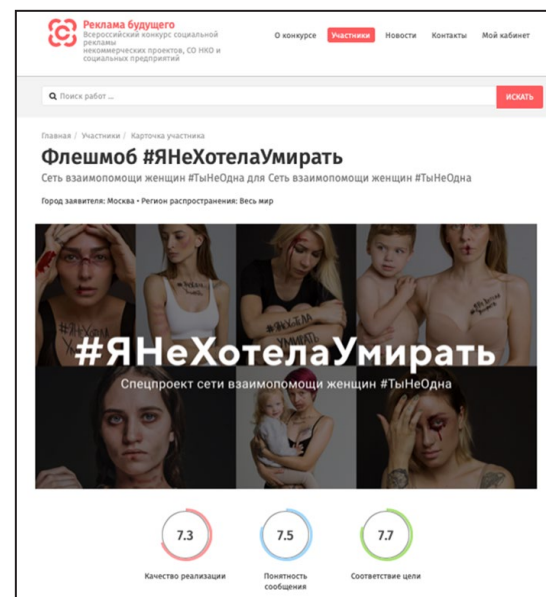 Реклама будущего
Всероссийский конкурс социальной
рекламы
некоммерческих проектов, СО НКО и
социальных предприятий
О конкурсе
Участники
Новости
Контакты
Мой кабинет
Поиск работ ...
ИСКАТЬ
Главная / Участники / Карточка участника
Флешмоб #ЯНеХотелаУмирать
Сеть взаимопомощи женщин #ТыНеОдна для Сеть взаимопомощи женщин #ТыНеОдна
Город заявителя: Москва • Регион распространения: Весь мир
#ЯНеХотелаУмирать
Спецпроект сети взаимопомощи женщин #ТыНеОдна
7.3
7.5
7.7
Качество реализации
Понятность
сообщения
Соответствие цели